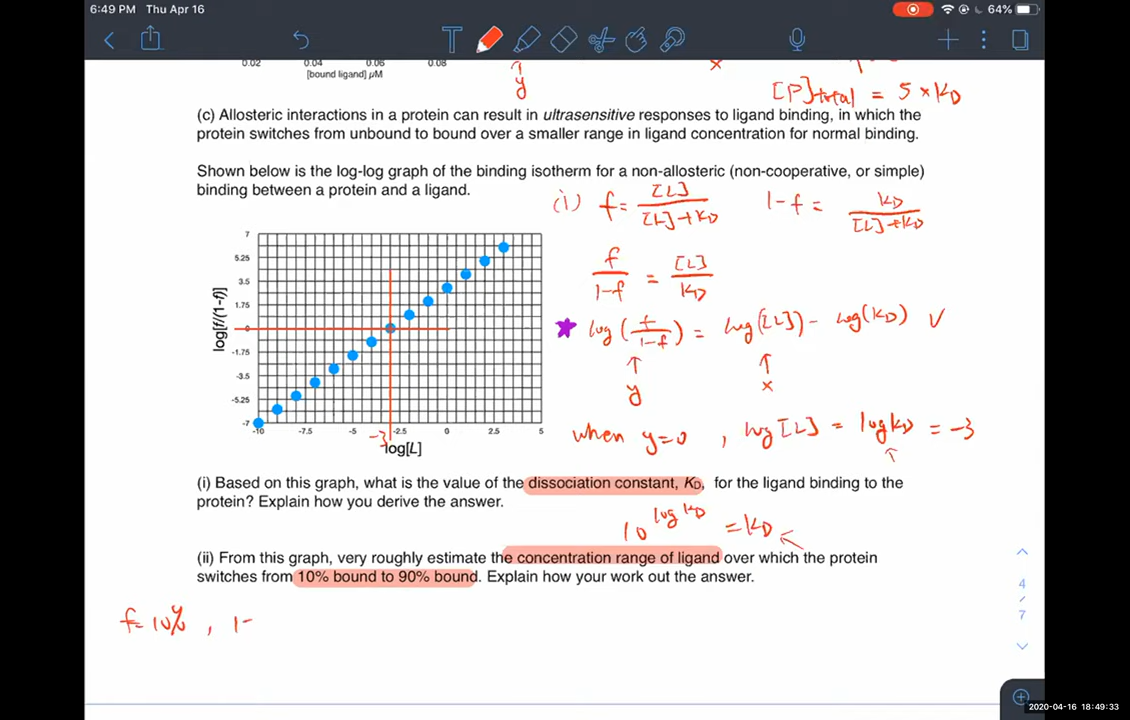 6:49 PM Thu Apr 16
64%
T
0.02 0.04 0.06 0.08
[bound ligand] μM
y
x
[P]total = 5 × KD
(c) Allosteric interactions in a protein can result in ultrasensitive responses to ligand binding, in which the
protein switches from unbound to bound over a smaller range in ligand concentration for normal binding.
Shown below is the log-log graph of the binding isotherm for a non-allosteric (non-cooperative, or simple)
binding between a protein and a ligand.
(i) f = [L] / [L]+KD 1-f = KD / [L]+KD
f / 1-f = [L] / KD
log(f / 1-f) = log([L]) - log(KD) √
↑ ↑
y x
when y=0 , log[L] = logKD = -3
↑
log[f/(1-f)]
7
5.25
3.5
1.75
0
-1.75
-3.5
-5.25
-7
-10 -7.5 -5 -3 -2.5 0 2.5 5
log[L]
(i) Based on this graph, what is the value of the dissociation constant, KD, for the ligand binding to the
protein? Explain how you derive the answer.
10^log KD = KD
(ii) From this graph, very roughly estimate the concentration range of ligand over which the protein
switches from 10% bound to 90% bound. Explain how your work out the answer.
f=10% , 1-
4
/
7
2020-04-16 18:49:33